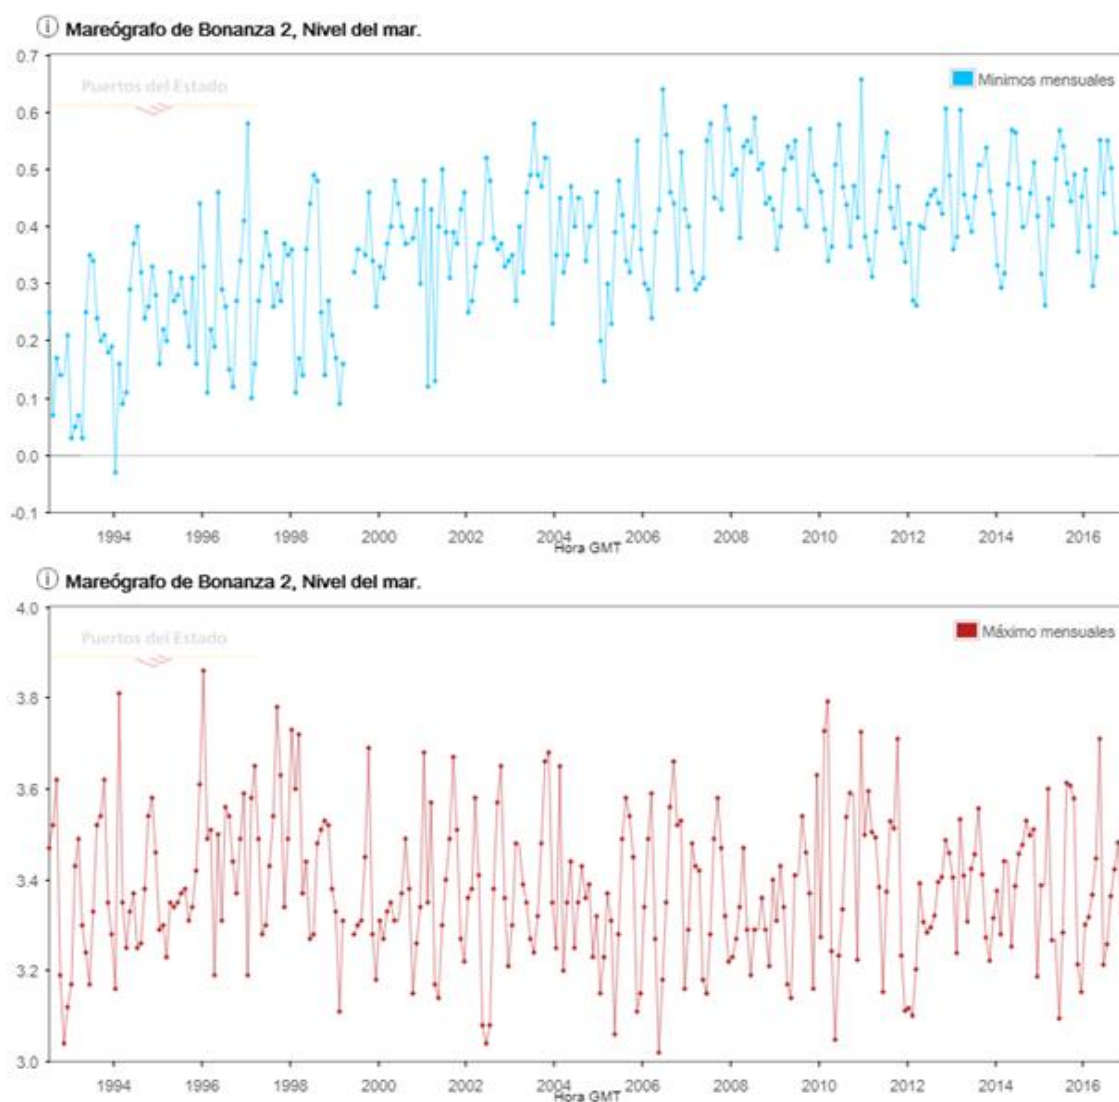 i Mareógrafo de Bonanza 2, Nivel del mar.
0.7
Puertos del Estado
Mínimos mensuales
0.6
0.5
0.4
0.3
0.2
0.1
0.0
-0.1
1994 1996 1998 2000 2002 2004 2006 2008 2010 2012 2014 2016
Hora GMT
i Mareógrafo de Bonanza 2, Nivel del mar.
4.0
Puertos del Estado
Máximo mensuales
3.8
3.6
3.4
3.2
3.0
1994 1996 1998 2000 2002 2004 2006 2008 2010 2012 2014 2016
Hora GMT